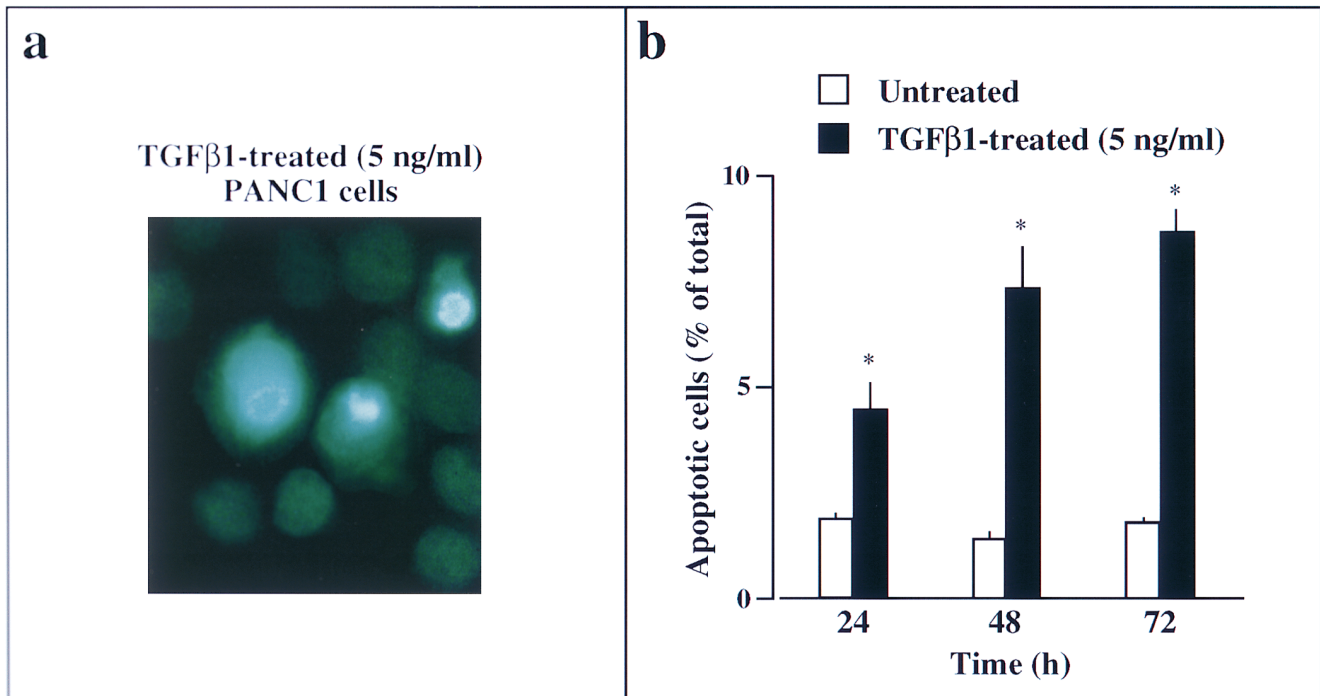 a
TGFβ1-treated (5 ng/ml)
PANC1 cells
b
Untreated
TGFβ1-treated (5 ng/ml)
Apoptotic cells (% of total)
10
*
*
*
5
0
24 48 72
Time (h)